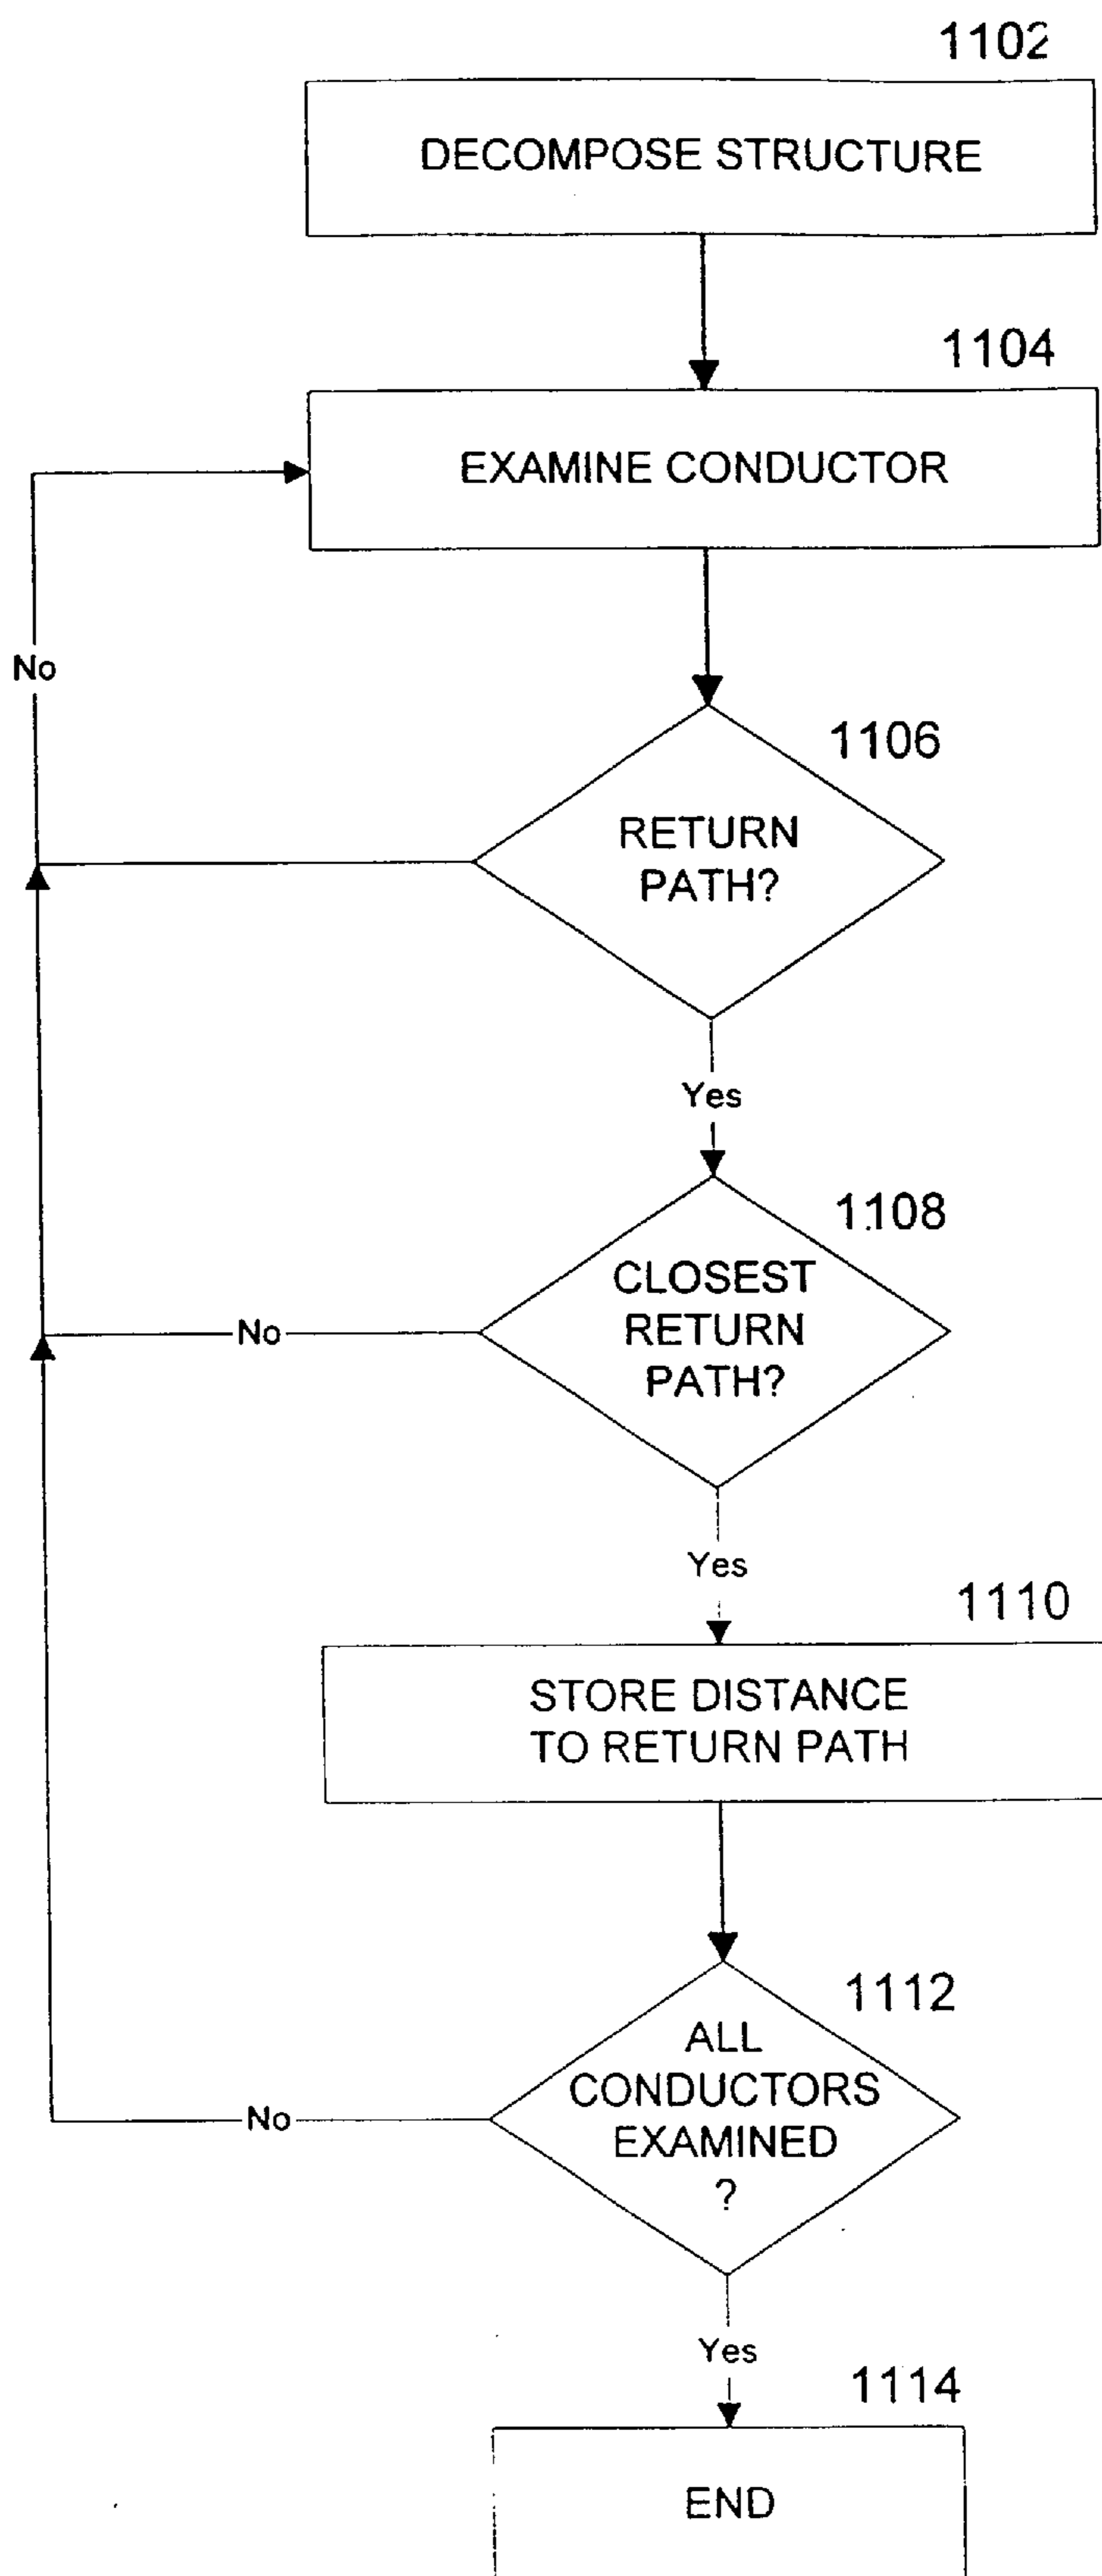 1102
DECOMPOSE STRUCTURE
1104
EXAMINE CONDUCTOR
No
1106
RETURN
PATH?
Yes
1108
CLOSEST
RETURN
PATH?
No
Yes
1110
STORE DISTANCE
TO RETURN PATH
1112
ALL
CONDUCTORS
EXAMINED
?
No
Yes
1114
END